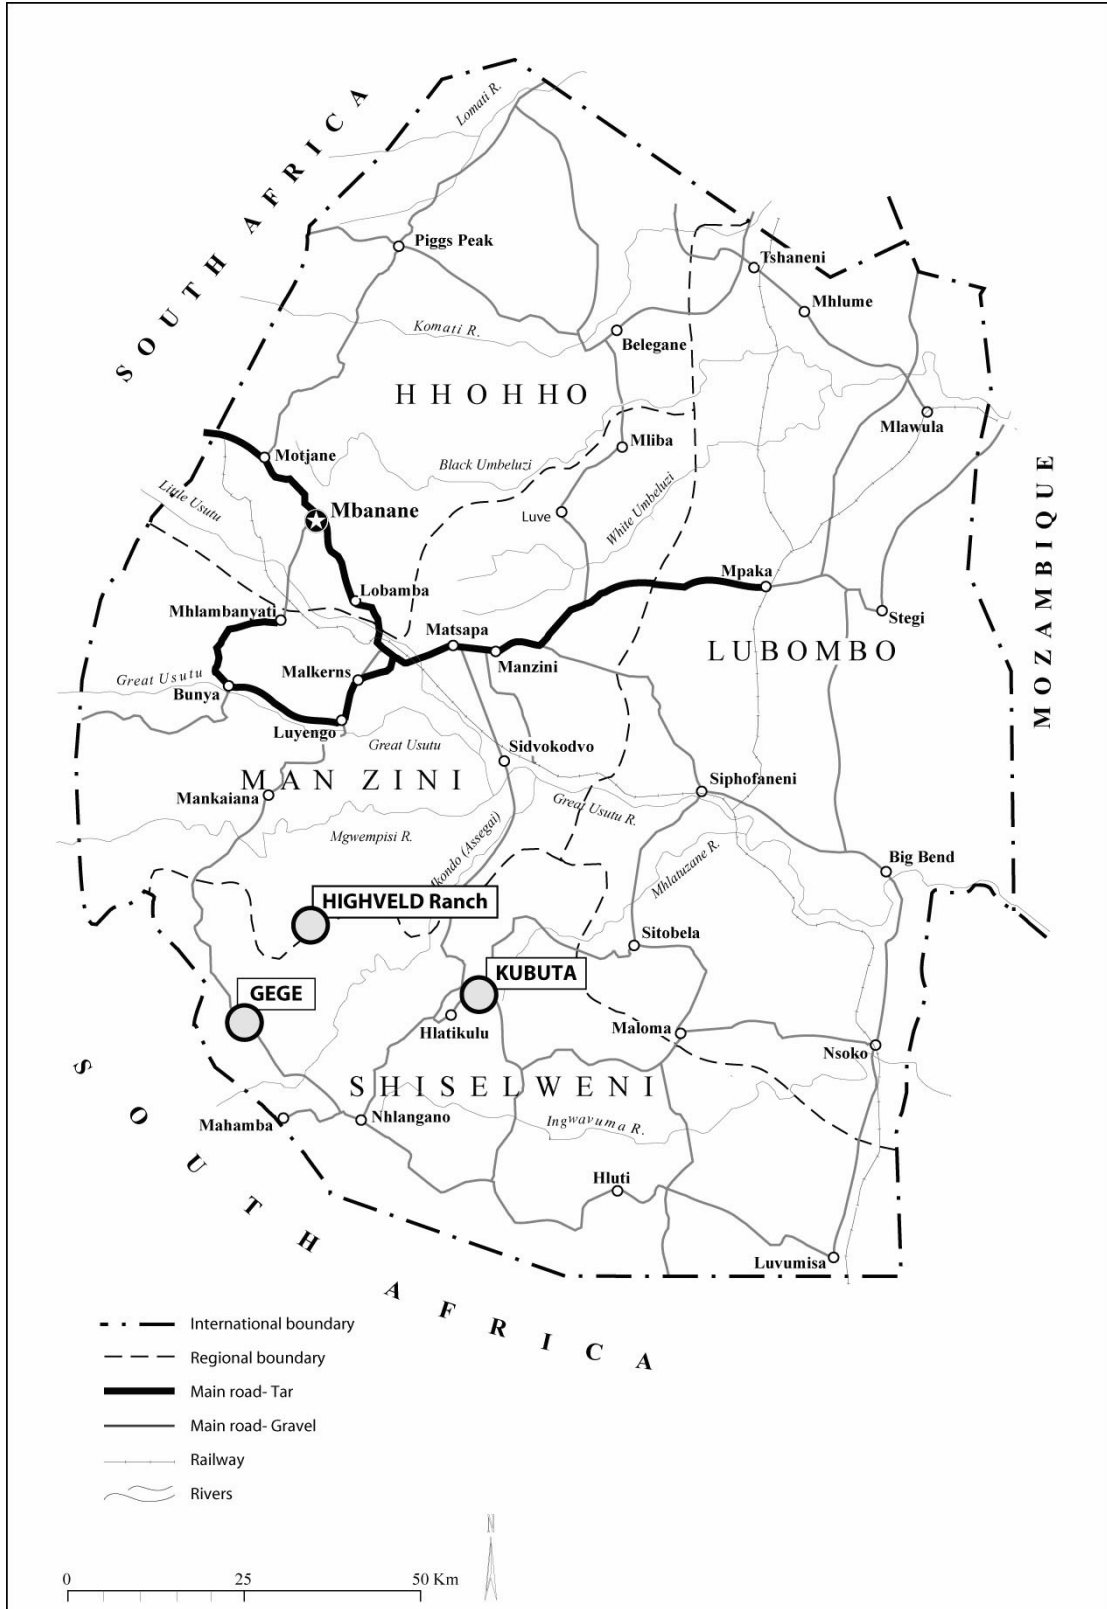 SOUTH AFRICA
Lomati R.
Piggs Peak
Tshaneni
Mhlume
Komati R.
Belegane
HHOHHO
Mlawula
Mliba
Motjane
Black Umbeluzi
MOZAMBIQUE
Little Usutu
Mbanane
Luve
White Umbeluzi
Mpaka
Lobamba
Mhlambanyati
Stegi
Matsapa
Manzini
LUBOMBO
Great Usutu
Malkerns
Bunya
Luyengo
Great Usutu
Sidvokodvo
MANZINI
Siphofaneni
Mankaiana
Great Usutu R.
Mgwempisi R.
Mkondo (Assegai)
Mhlatuzane R.
Big Bend
HIGHVELD Ranch
Sitobela
KUBUTA
GEGE
Hlatikulu
Maloma
Nsoko
SHISELWENI
Mahamba
Nhlangano
Ingwavuma R.
Hluti
Luvumisa
SOUTH AFRICA
International boundary
Regional boundary
Main road- Tar
Main road- Gravel
Railway
Rivers
N
0 25 50 Km